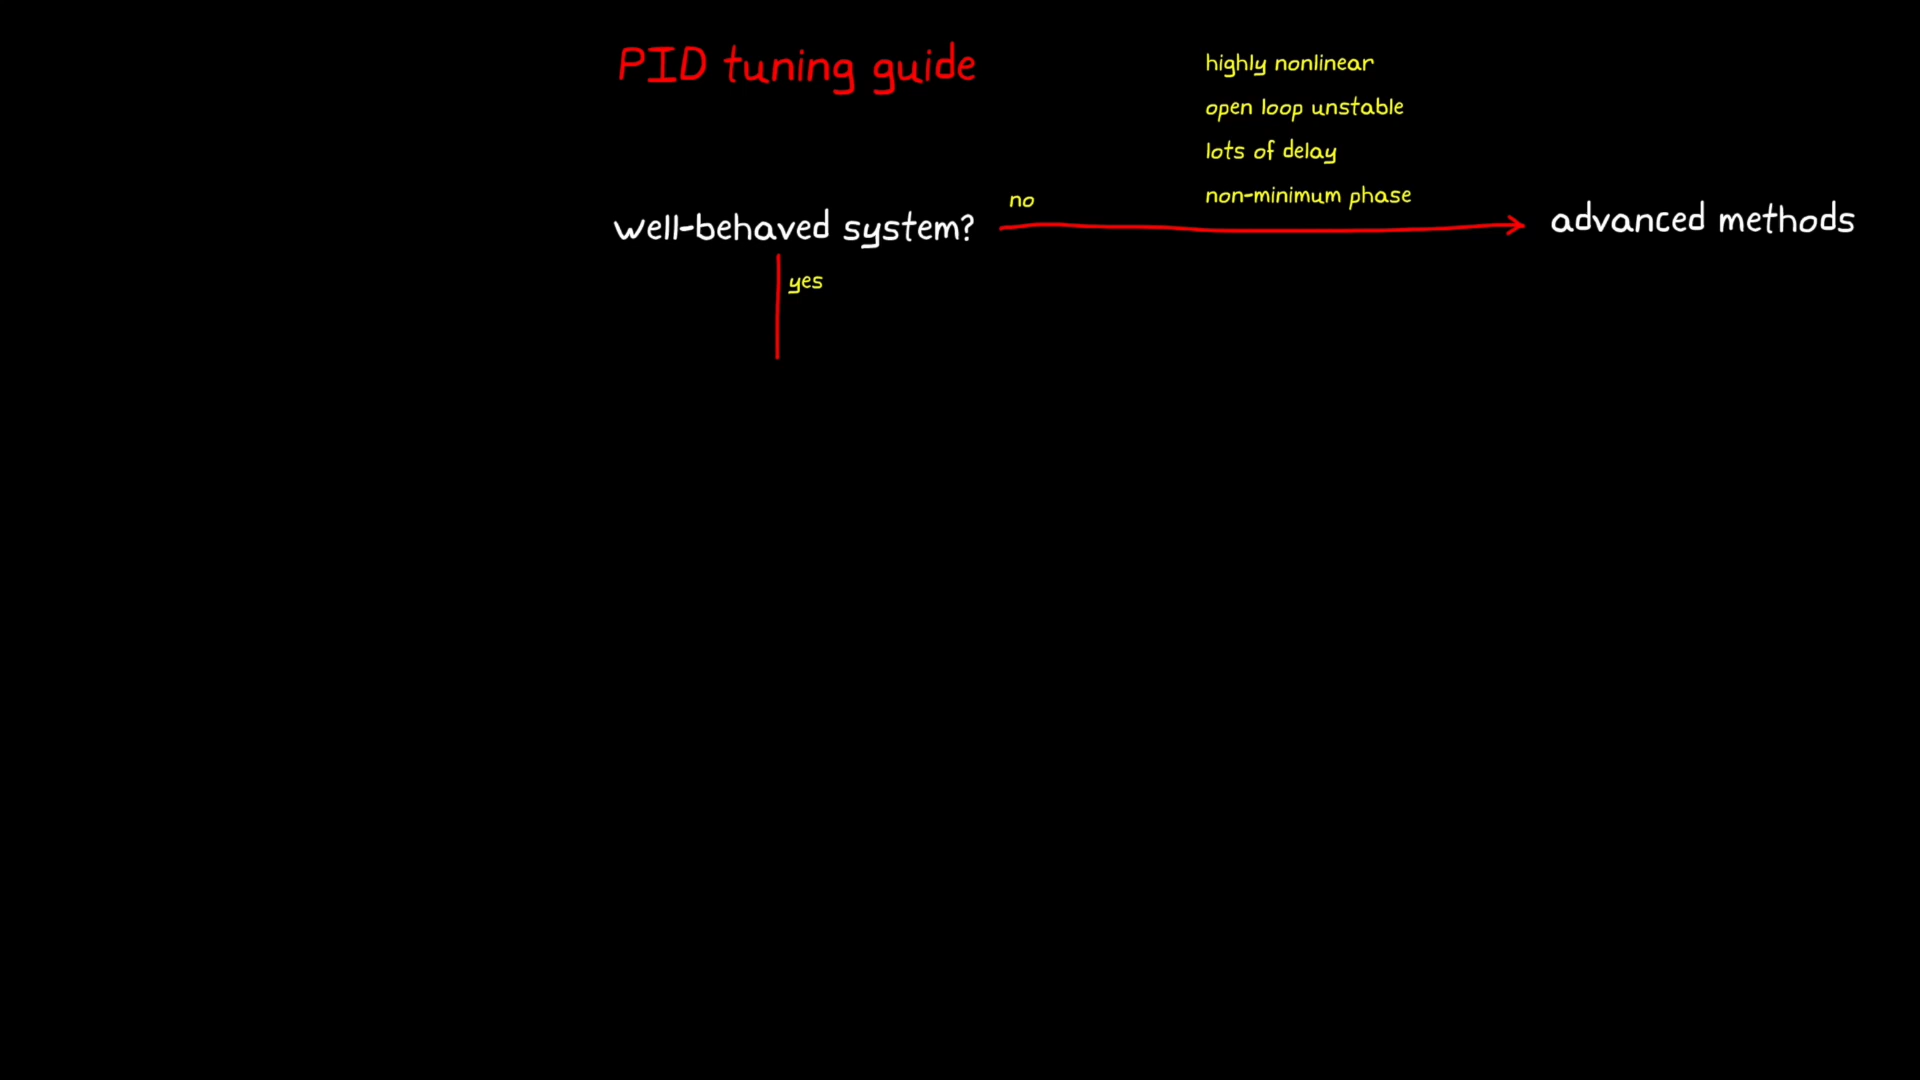 PID tuning guide
highly nonlinear
open loop unstable
lots of delay
non-minimum phase
no
well-behaved system?
advanced methods
yes